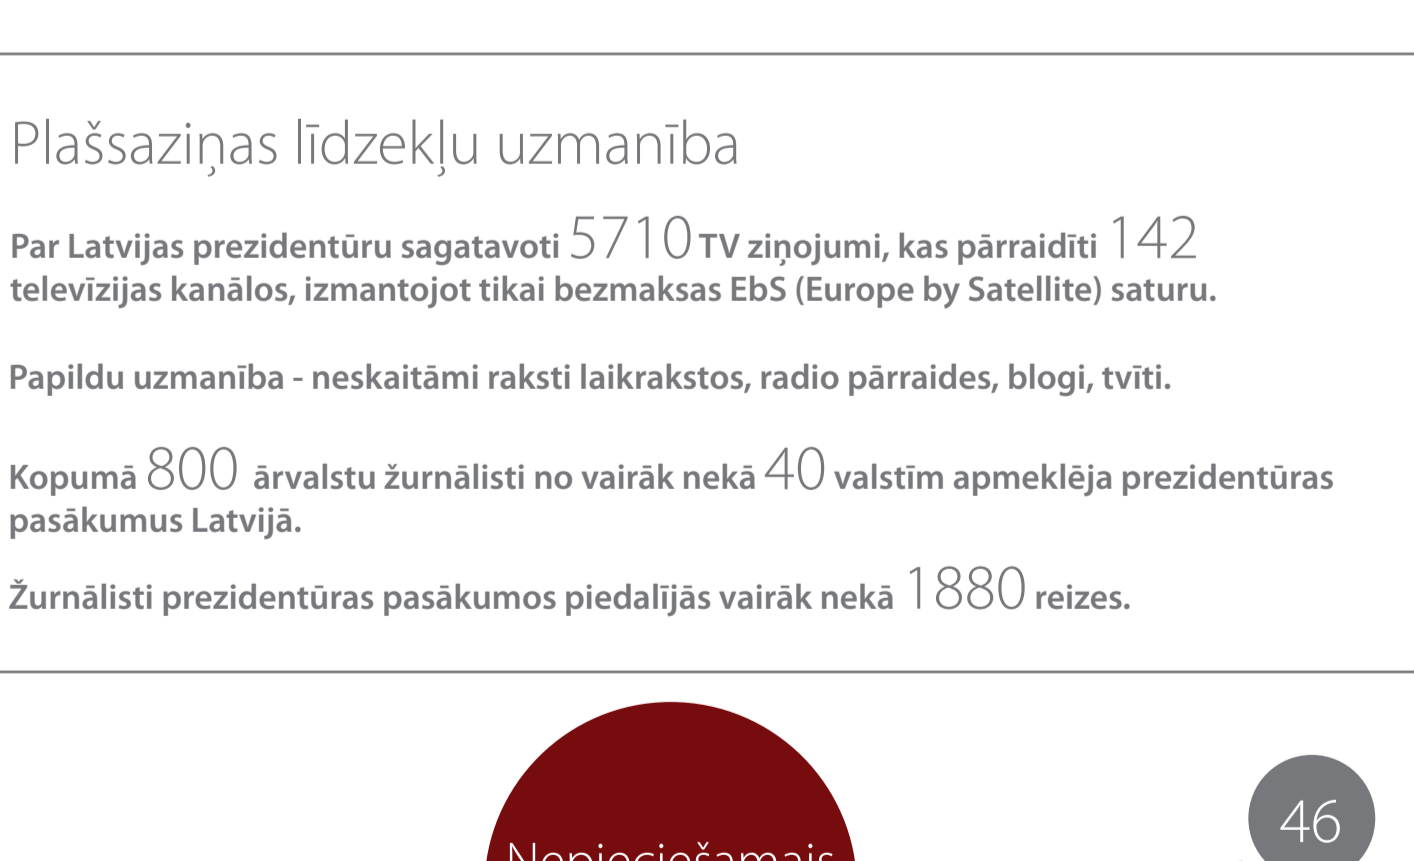 Plašsaziņas līdzekļu uzmanība
Par Latvijas prezidentūru sagatavoti 5710 TV ziņojumi, kas pārraidīti 142
televīzijas kanālos, izmantojot tikai bezmaksas EbS (Europe by Satellite) saturu.
Papildu uzmanība - neskaitāmi raksti laikrakstos, radio pārraides, blogi, tvīti.
Kopumā 800 ārvalstu žurnālisti no vairāk nekā 40 valstīm apmeklēja prezidentūras
pasākumus Latvijā.
Žurnālisti prezidentūras pasākumos piedalījās vairāk nekā 1880 reizes.
46
Nepieciešamais